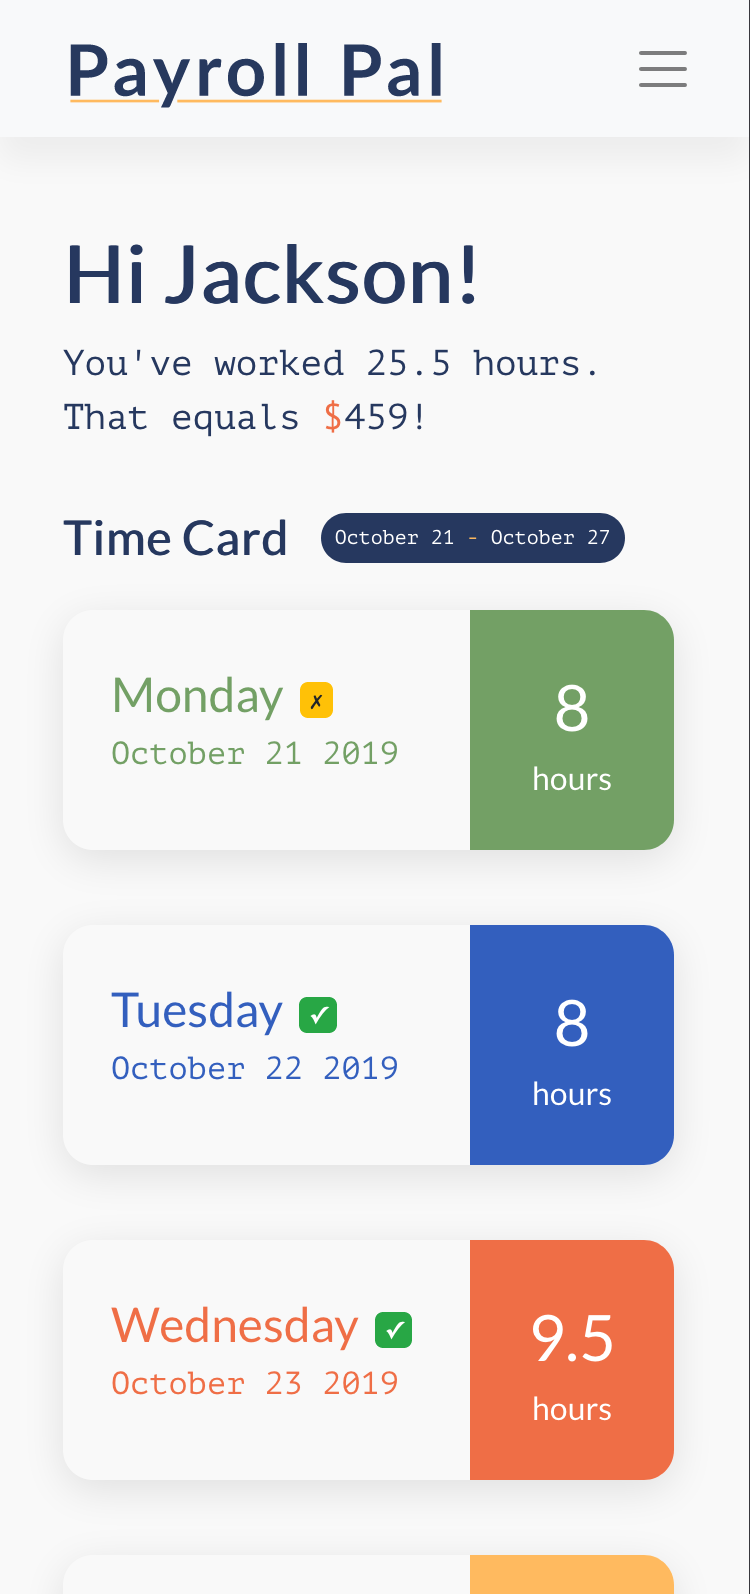 Payroll Pal
Hi Jackson!
You've worked 25.5 hours.
That equals $459!
Time Card
October 21 - October 27
Monday ✗
October 21 2019
8
hours
Tuesday ✓
October 22 2019
8
hours
Wednesday ✓
October 23 2019
9.5
hours